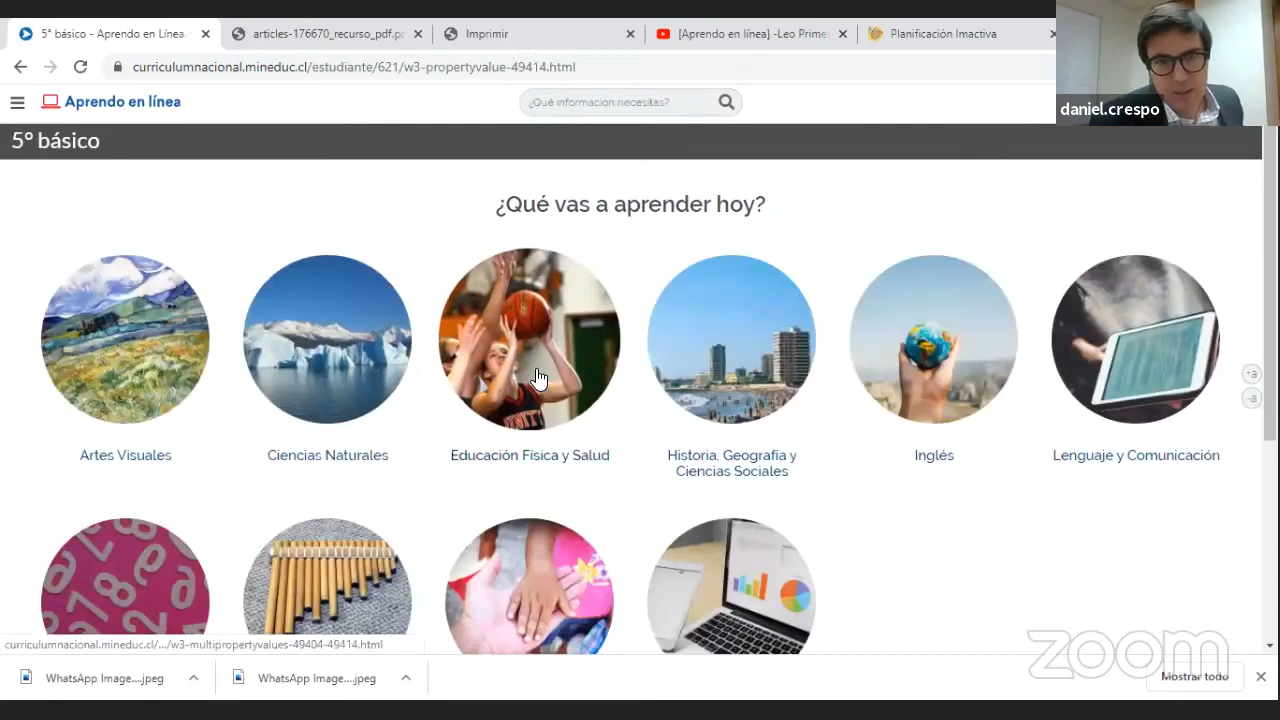 5° básico - Aprendo en Línea
articles-176670_recurso_pdf.pd
Imprimir
[Aprendo en línea] -Leo Prime
Planificación Imactiva
curriculumnacional.mineduc.cl/estudiante/621/w3-propertyvalue-49414.html
daniel.crespo
Aprendo en línea
¿Qué información necesitas?
5° básico
¿Qué vas a aprender hoy?
Artes Visuales
Ciencias Naturales
Educación Física y Salud
Historia, Geografía y
Ciencias Sociales
Inglés
Lenguaje y Comunicación
-a
-a
curriculumnacional.mineduc.cl/.../w3-multipropertyvalues-49404-49414.html
WhatsApp Image....jpeg
WhatsApp Image....jpeg
zoom
Mostrar todo